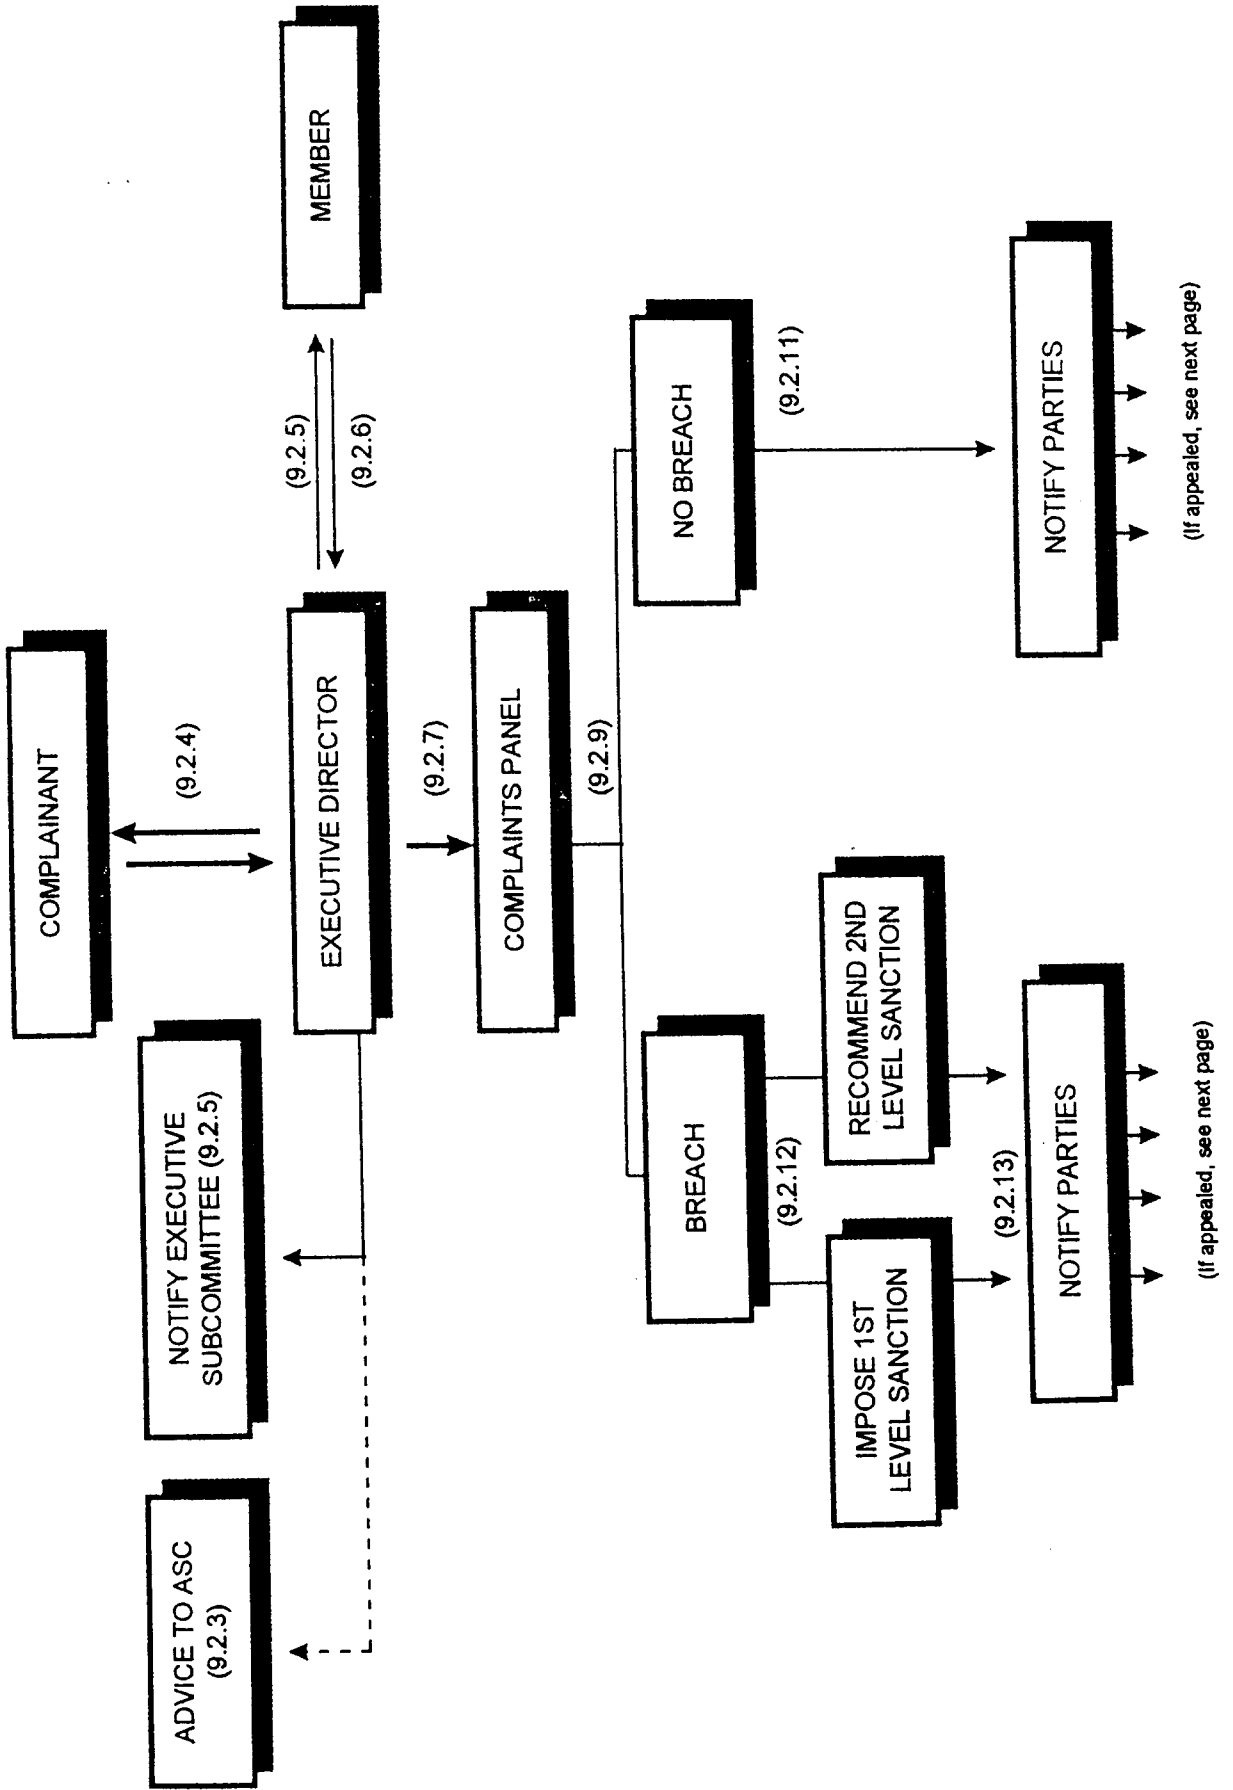 COMPLAINANT
(9.2.4)
ADVICE TO ASC
(9.2.3)
NOTIFY EXECUTIVE
SUBCOMMITTEE (9.2.5)
EXECUTIVE DIRECTOR
(9.2.5)
(9.2.6)
MEMBER
(9.2.7)
COMPLAINTS PANEL
(9.2.9)
BREACH
NO BREACH
(9.2.12)
(9.2.11)
IMPOSE 1ST
LEVEL SANCTION
RECOMMEND 2ND
LEVEL SANCTION
(9.2.13)
NOTIFY PARTIES
NOTIFY PARTIES
(If appealed, see next page)
(If appealed, see next page)